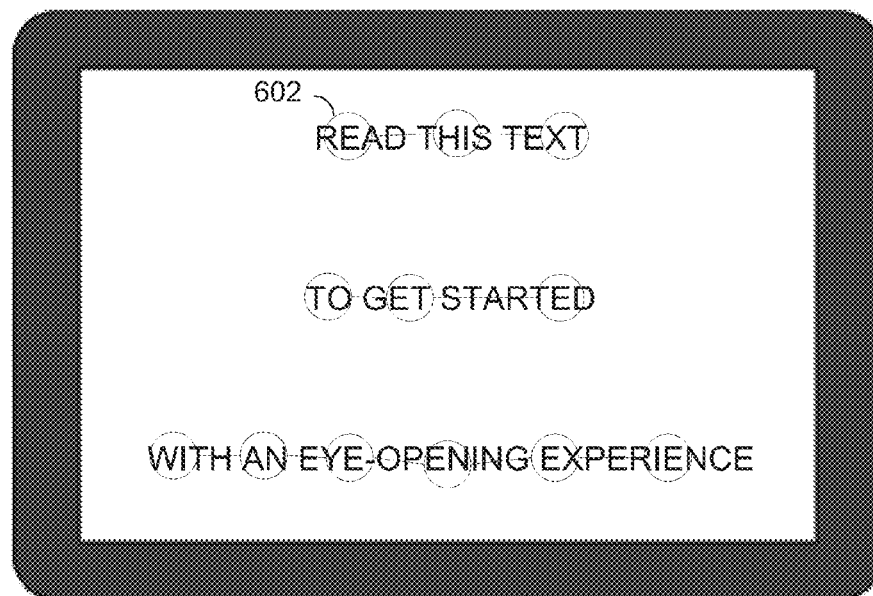 602
READ THIS TEXT
TO GET STARTED
WITH AN EYE-OPENING EXPERIENCE